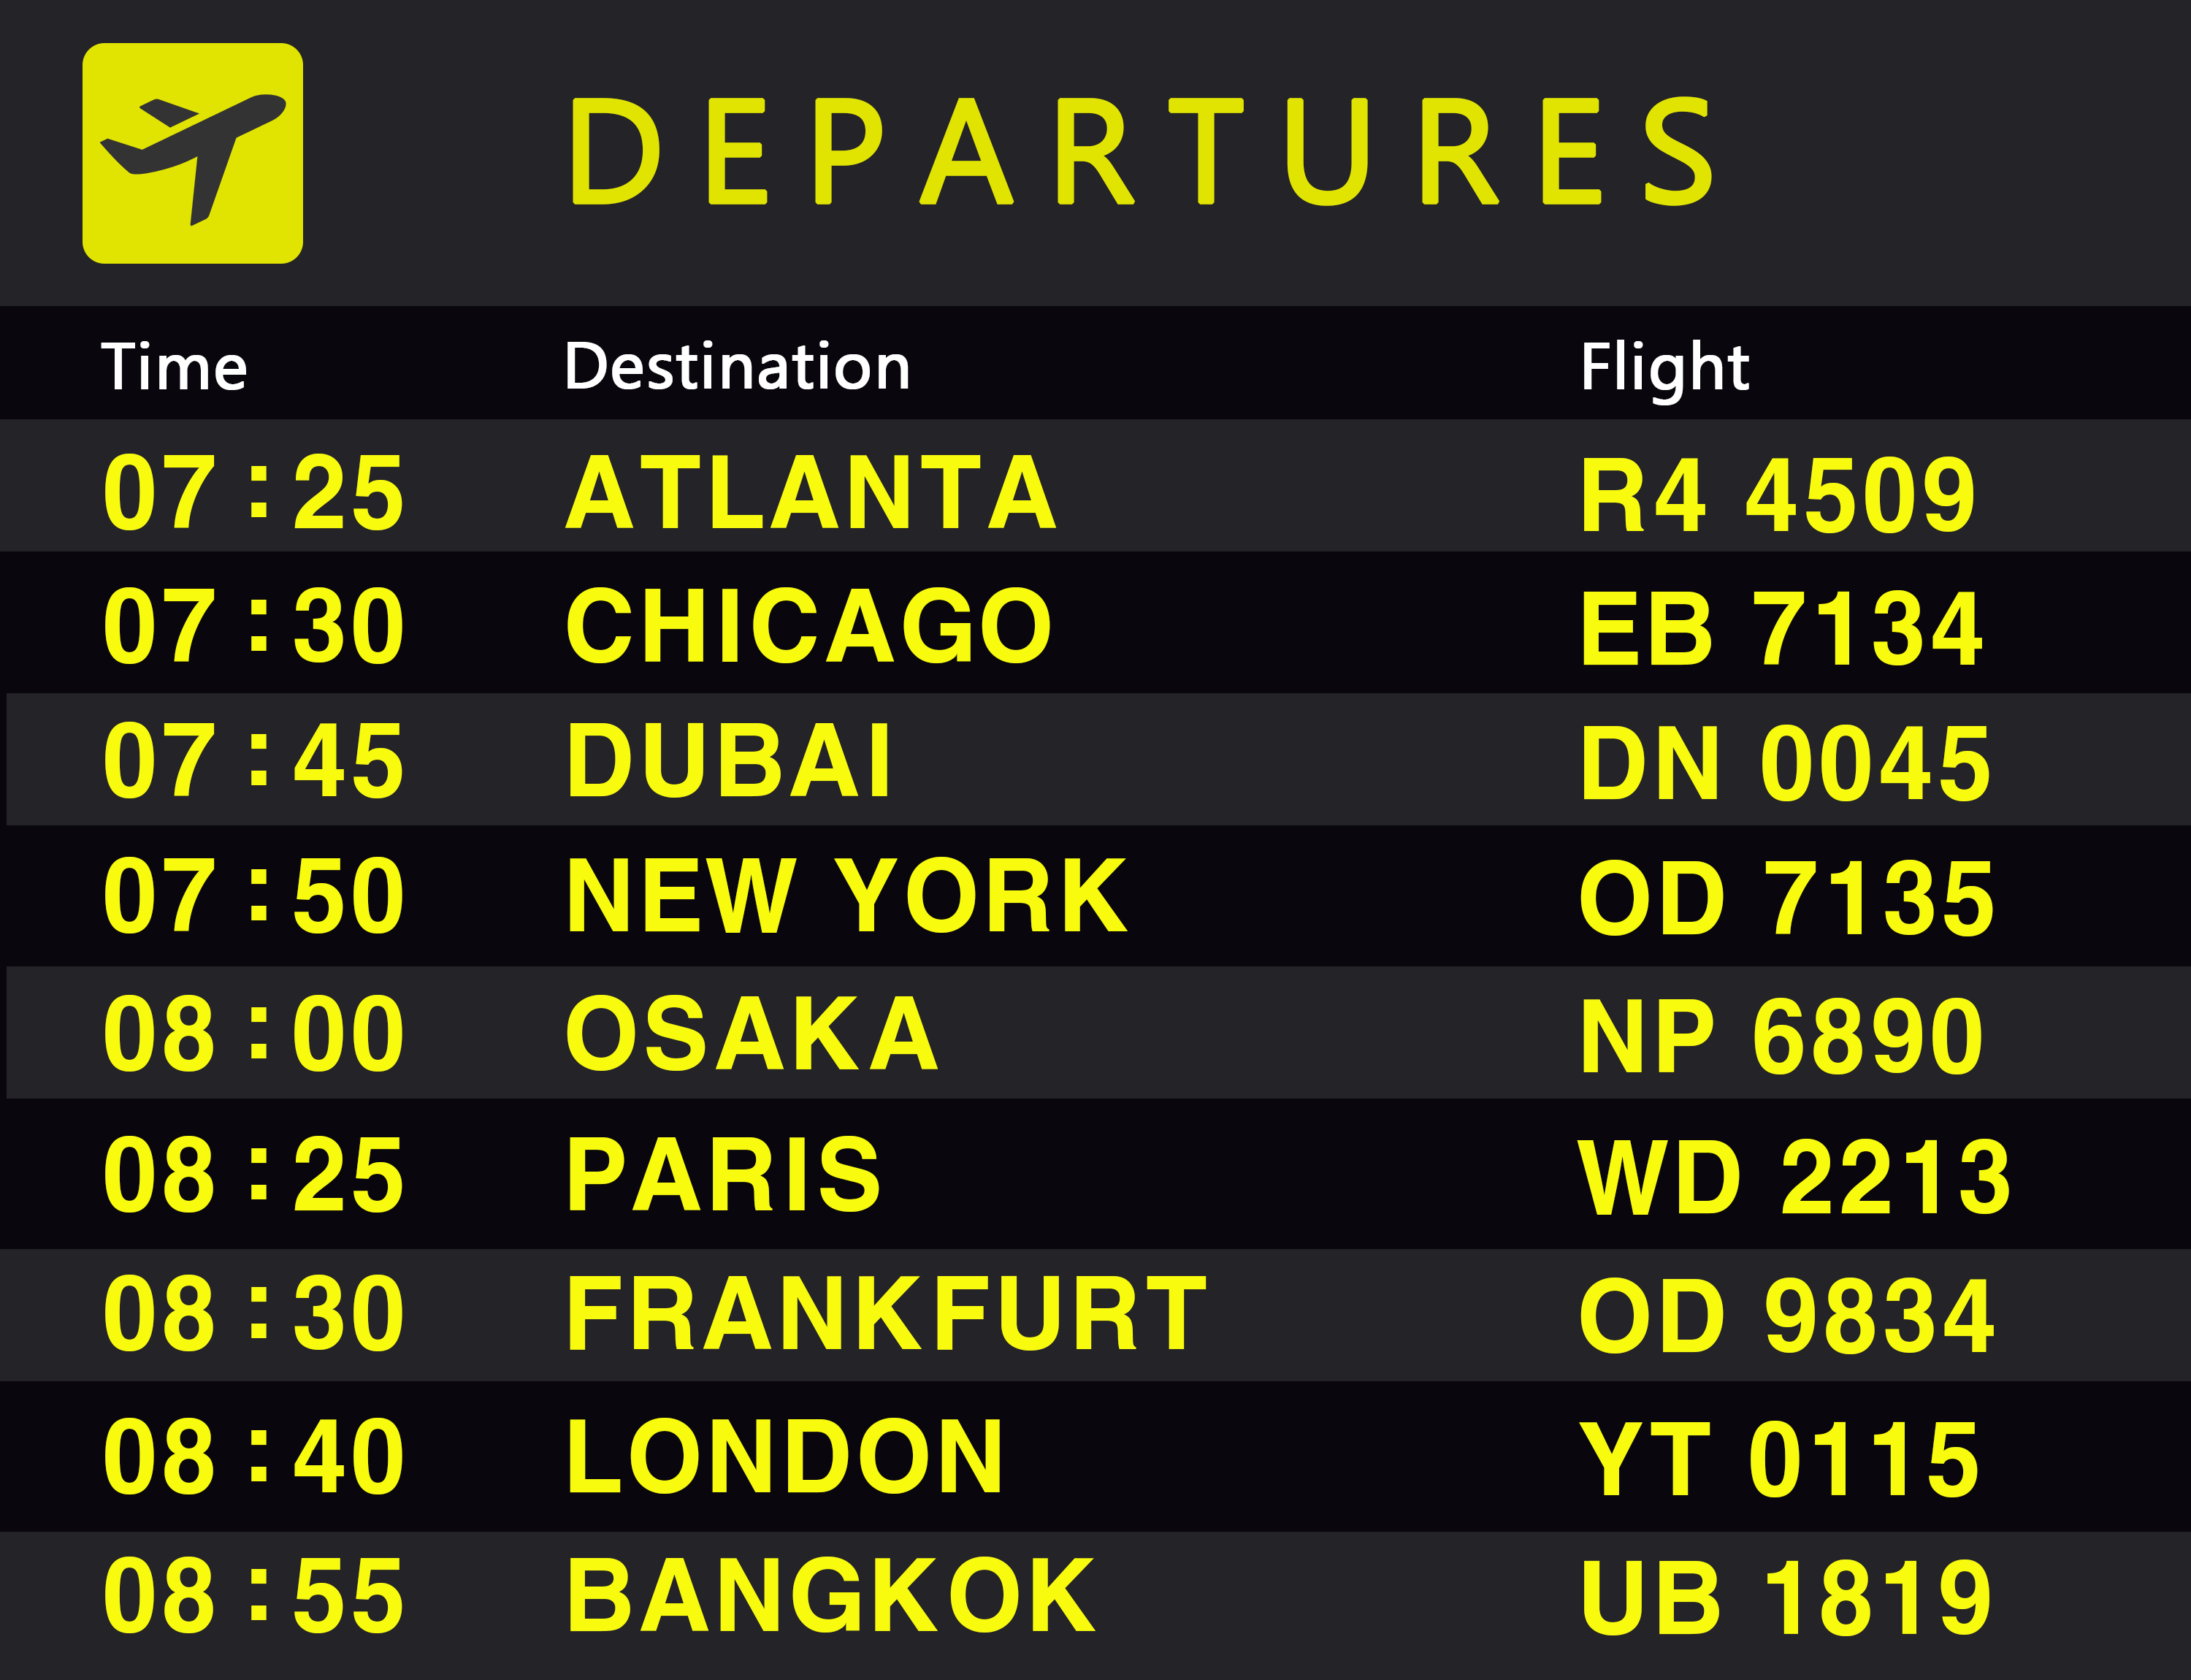 DEPARTURES
Time Destination Flight
07:25 ATLANTA R4 4509
07:30 CHICAGO EB 7134
07:45 DUBAI DN 0045
07:50 NEW YORK OD 7135
08:00 OSAKA NP 6890
08:25 PARIS WD 2213
08:30 FRANKFURT OD 9834
08:40 LONDON YT 0115
08:55 BANGKOK UB 1819